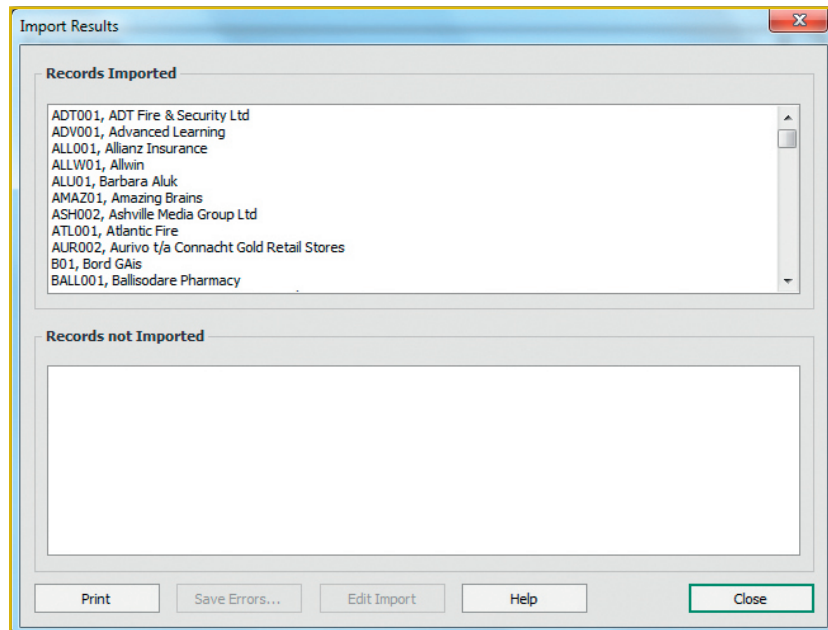 Import Results
Records Imported
ADT001, ADT Fire & Security Ltd
ADV001, Advanced Learning
ALL001, Allianz Insurance
ALLW01, Allwin
ALU01, Barbara Aluk
AMAZ01, Amazing Brains
ASH002, Ashville Media Group Ltd
ATL001, Atlantic Fire
AUR002, Aurivo t/a Connacht Gold Retail Stores
B01, Bord GAis
BALL001, Ballisodare Pharmacy
Records not Imported
Print Save Errors... Edit Import Help Close